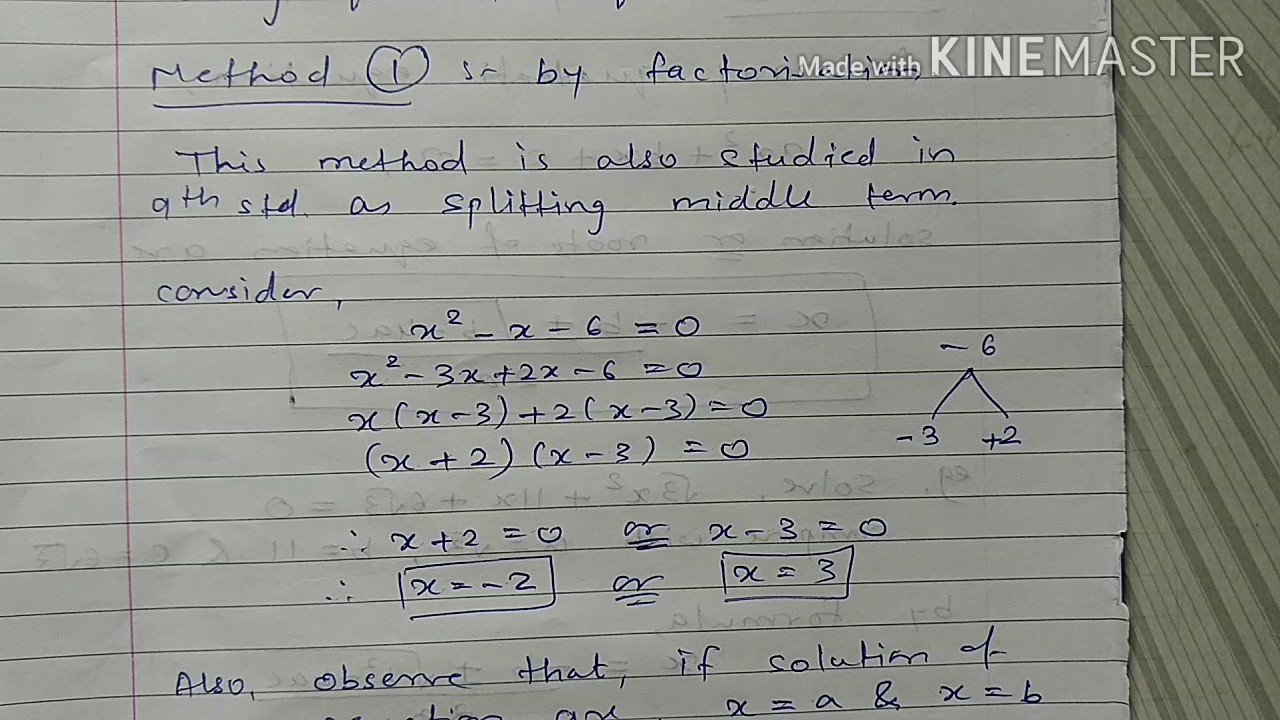 Method ① :- by factorisation,
Made with KINEMASTER
This method is also studied in
9th std. as splitting middle term.
consider,
x² - x - 6 = 0
x² - 3x + 2x - 6 = 0
x(x-3) + 2(x-3) = 0
(x + 2) (x - 3) = 0
- 6
- 3 +2
∴ x + 2 = 0 or x - 3 = 0
∴ x = -2 or x = 3
Also, observe that, if solution of
x = a & x = b